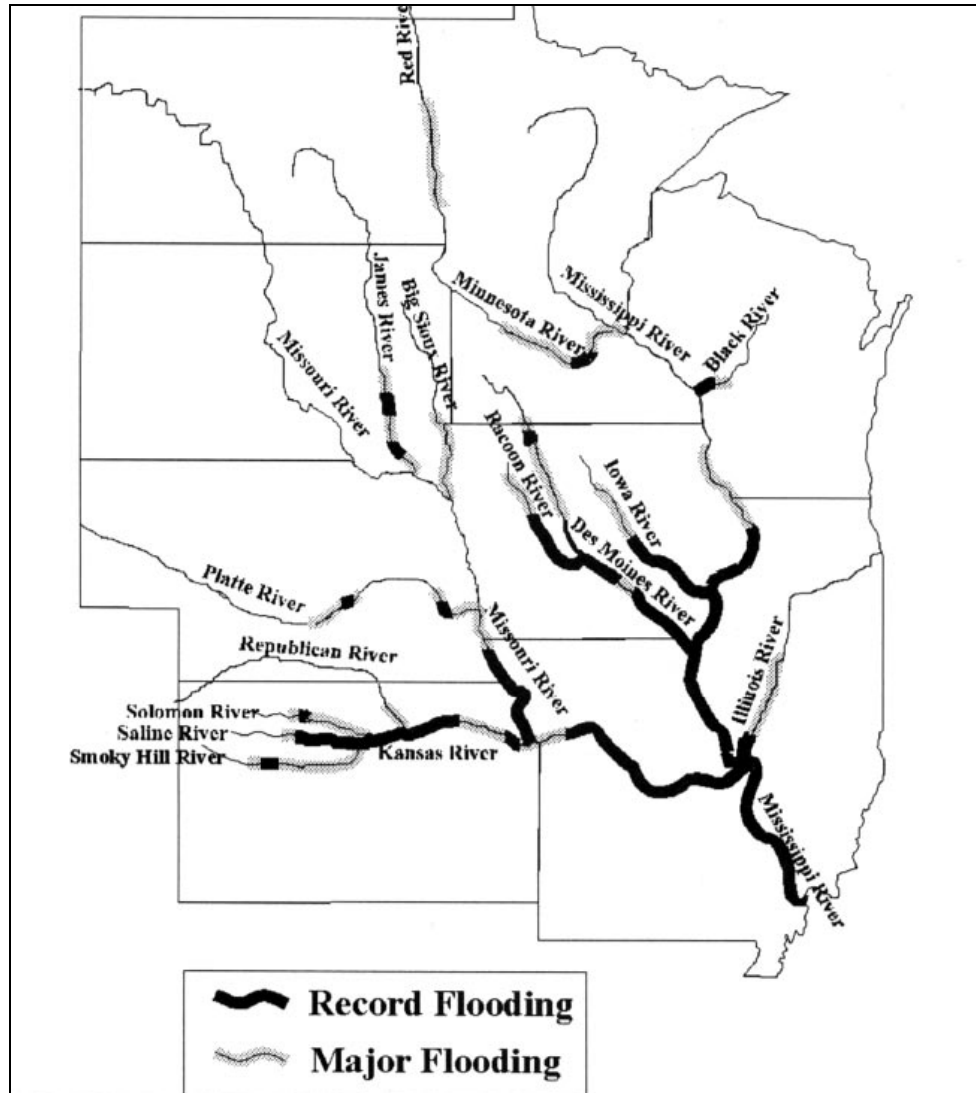 Red River
James River
Big Sioux River
Minnesota River
Mississippi River
Black River
Missouri River
Racoon River
Iowa River
Des Moines River
Platte River
Missouri River
Republican River
Illinois River
Solomon River
Saline River
Kansas River
Smoky Hill River
Mississippi River
Record Flooding
Major Flooding